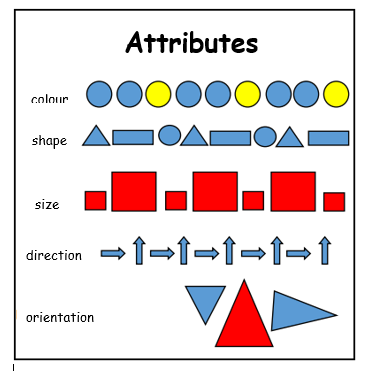 Attributes
colour
shape
size
direction
orientation